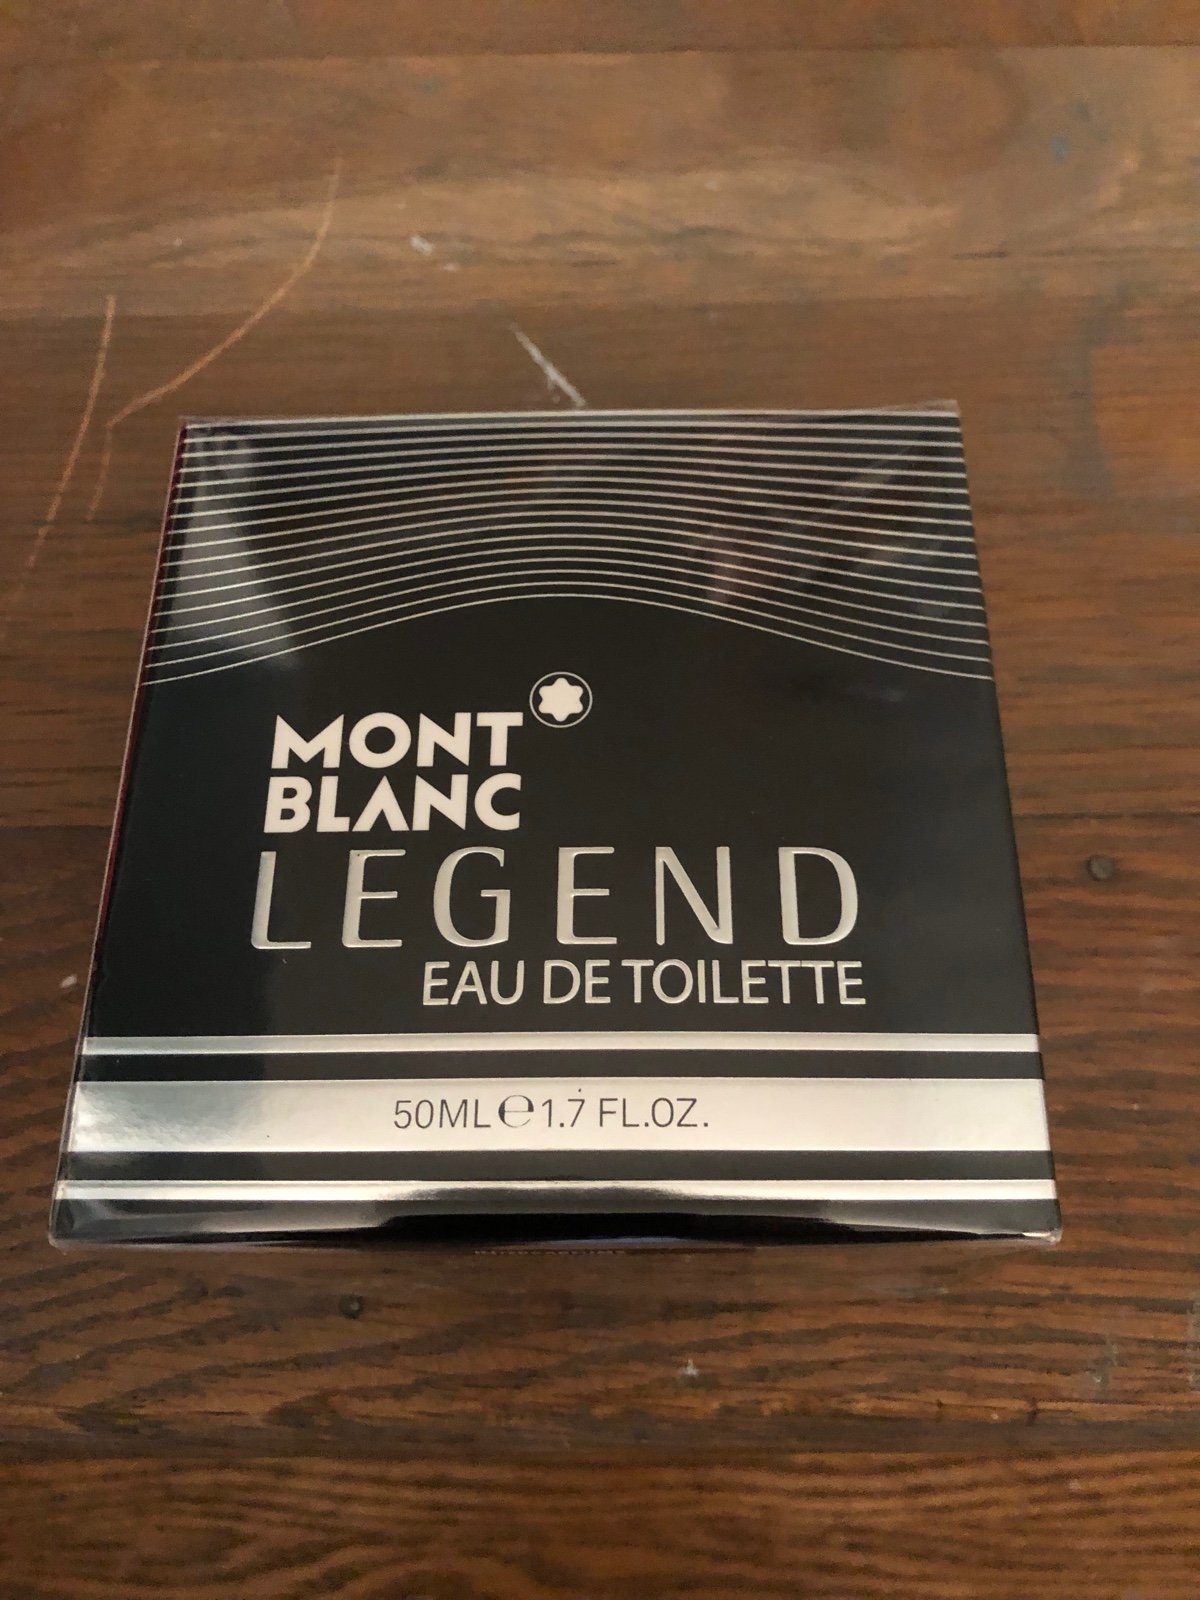 MONT
BLANC
LEGEND
EAU DE TOILETTE
50ML℮1.7 FL.OZ.